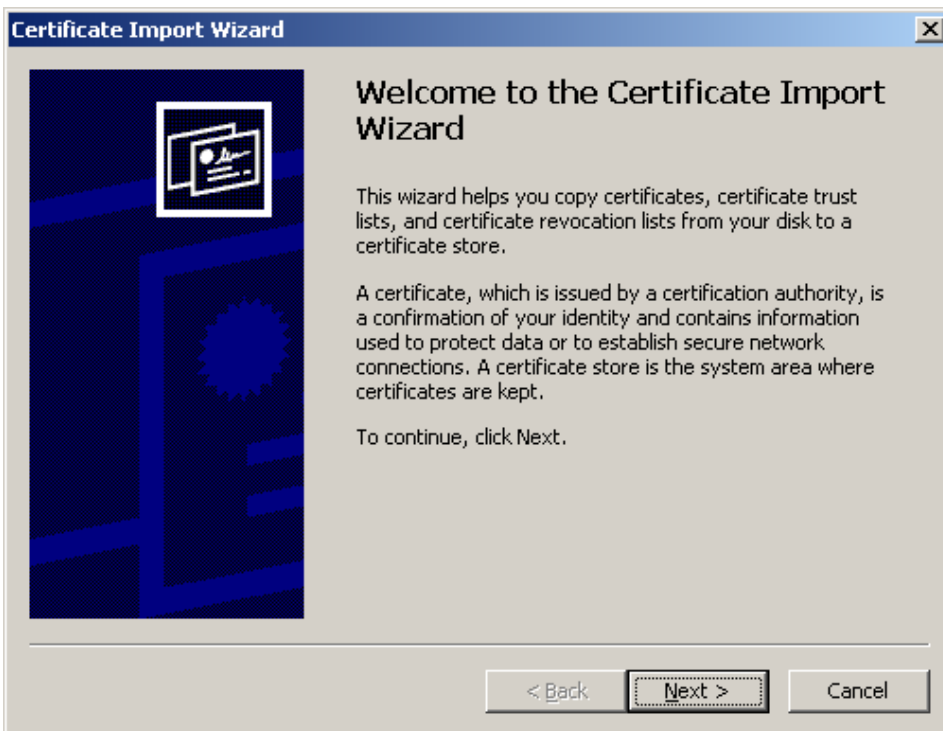 Certificate Import Wizard
Welcome to the Certificate Import
Wizard
This wizard helps you copy certificates, certificate trust
lists, and certificate revocation lists from your disk to a
certificate store.
A certificate, which is issued by a certification authority, is
a confirmation of your identity and contains information
used to protect data or to establish secure network
connections. A certificate store is the system area where
certificates are kept.
To continue, click Next.
< Back
Next >
Cancel